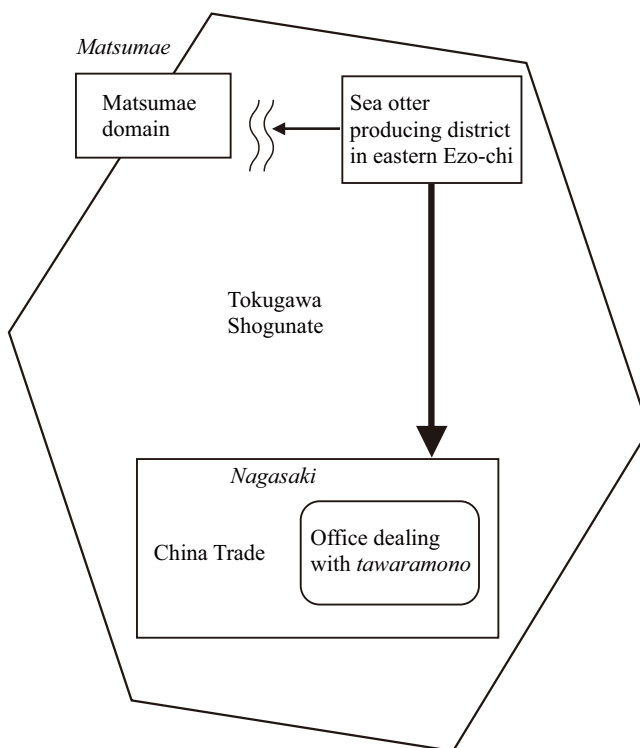 Matsumae
Matsumae
domain
Sea otter
producing district
in eastern Ezo-chi
Tokugawa
Shogunate
Nagasaki
China Trade
Office dealing
with tawaramono